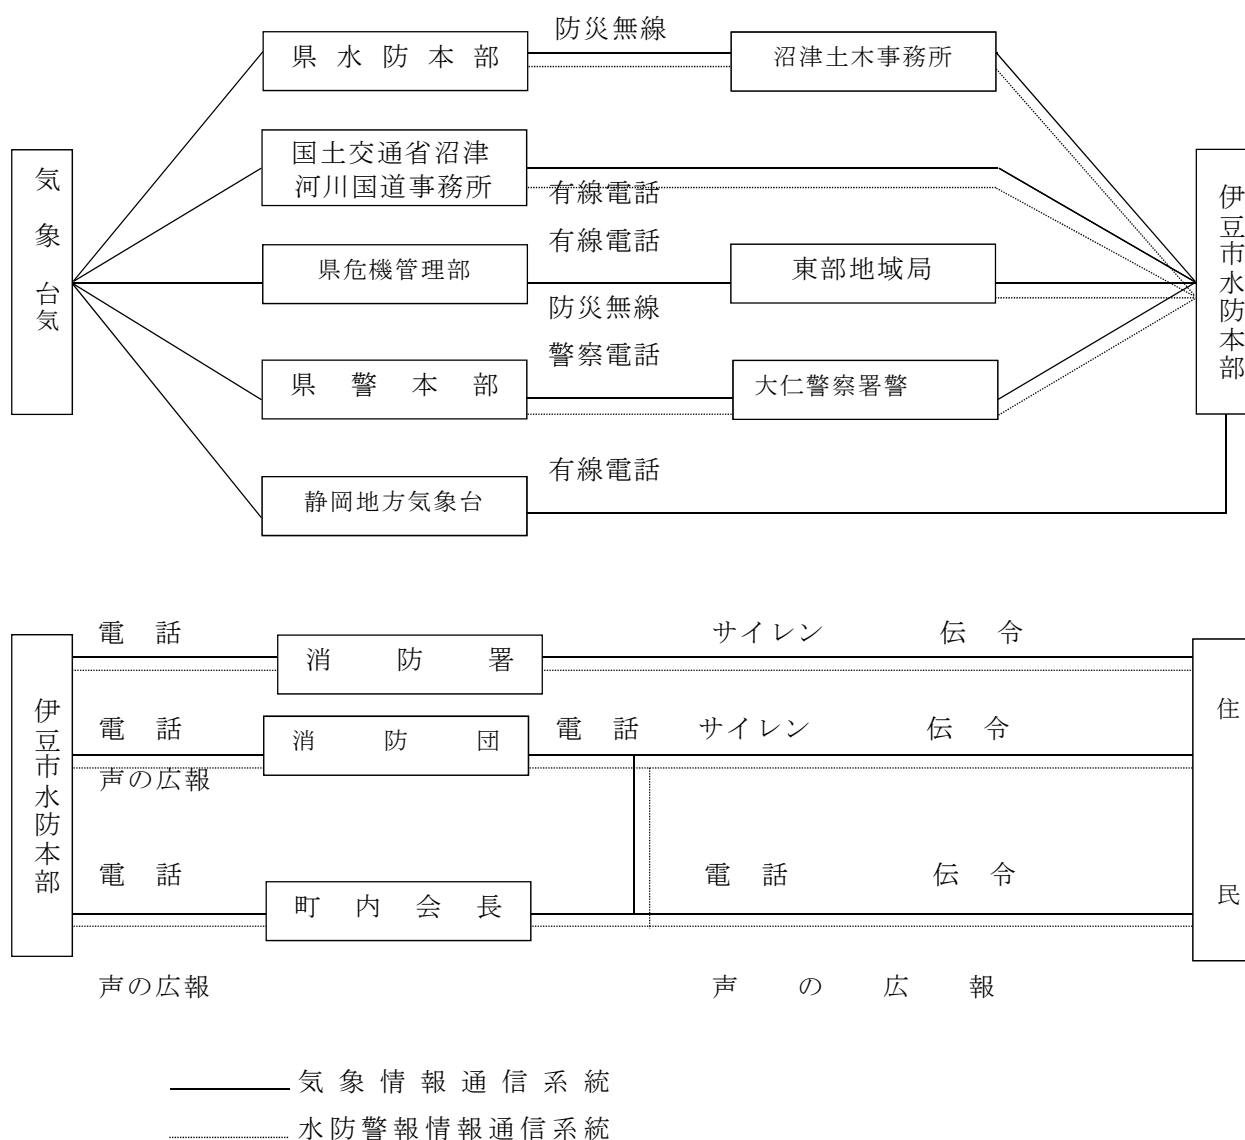 防災無線
県水防本部
沼津土木事務所
気象台気
国土交通省沼津
河川国道事務所
有線電話
伊豆市水防本部
有線電話
県危機管理部
東部地域局
防災無線
警察電話
県警本部
大仁警察署警
有線電話
静岡地方気象台
電話
サイレン 伝令
消防署
伊豆市水防本部
住民
電話
消防団
電話 サイレン 伝令
声の広報
電話
電話 伝令
町内会長
声の広報
声の広報
気象情報通信系統
水防警報情報通信系統